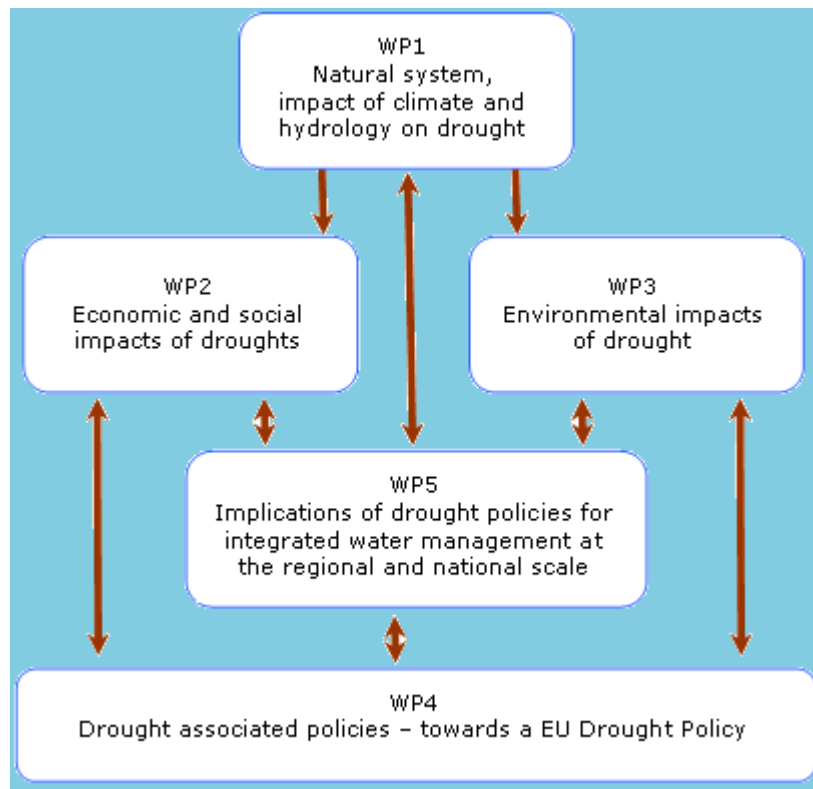 WP1
Natural system,
impact of climate and
hydrology on drought
WP2
Economic and social
impacts of droughts
WP3
Environmental impacts
of drought
WP5
Implications of drought policies for
integrated water management at
the regional and national scale
WP4
Drought associated policies – towards a EU Drought Policy